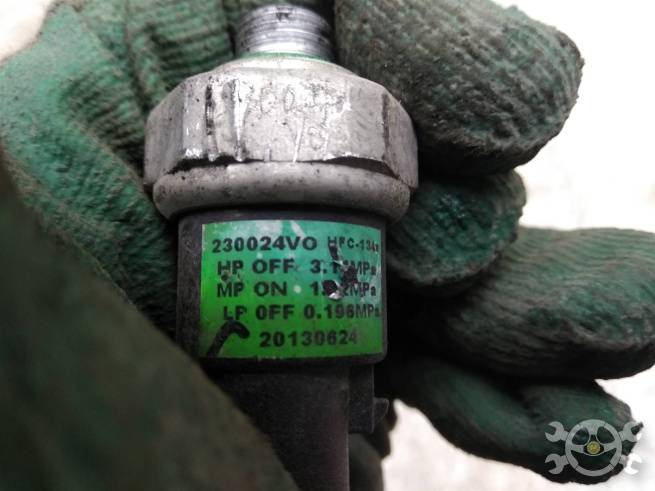 230024VO HFC-134a
HP OFF
MP ON
LP OFF 0.196MPa
20130624